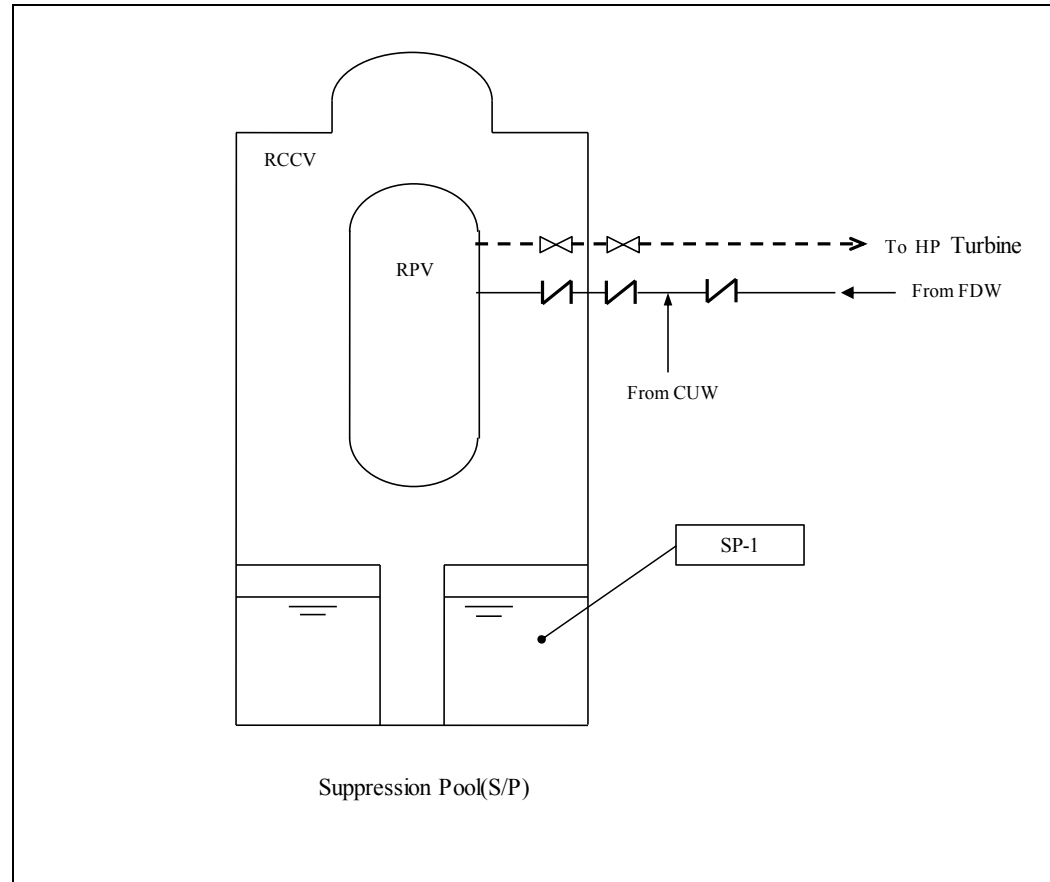 RCCV
RPV
To HP Turbine
From FDW
From CUW
SP-1
Suppression Pool(S/P)